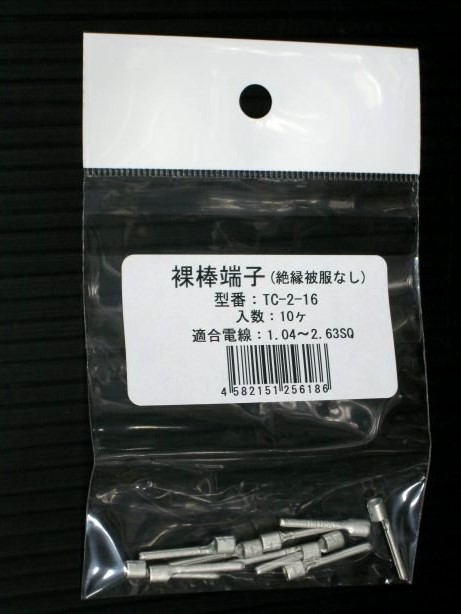 裸棒端子(絶縁被服なし)
型番：TC-2-16
入数：10ヶ
適合電線：1.04～2.63SQ
4 582151 256186